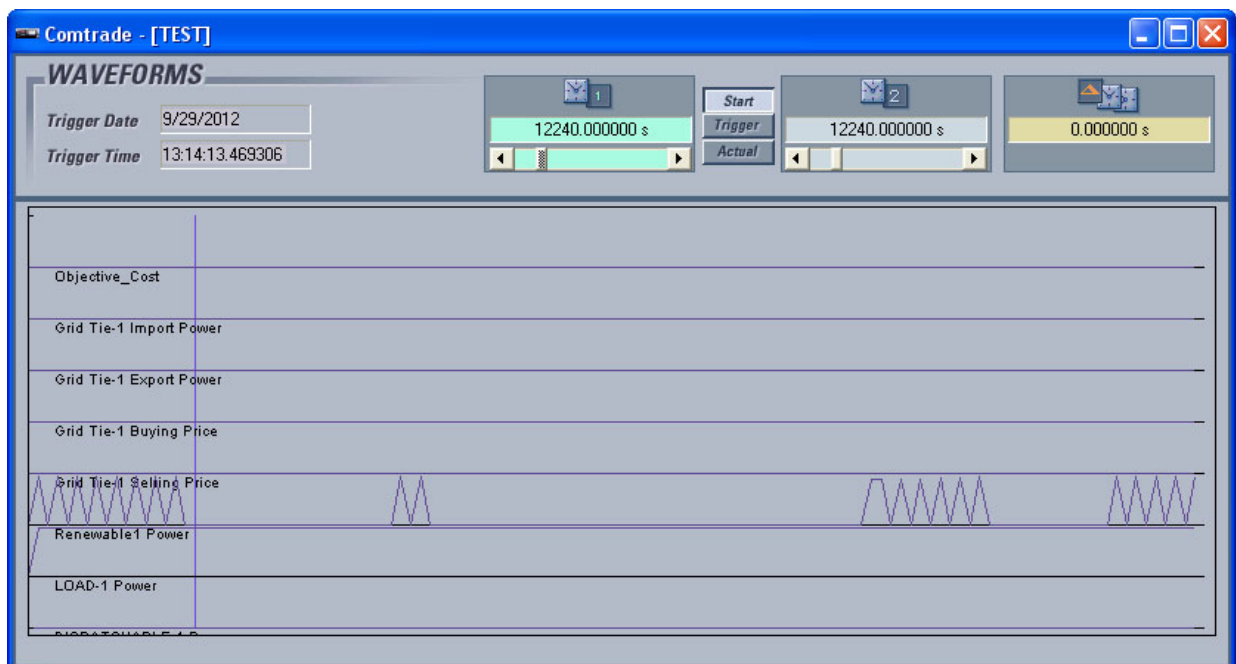 Comtrade - [TEST]
WAVEFORMS
Trigger Date 9/29/2012
Trigger Time 13:14:13.469306
1
12240.000000 s
Start
Trigger
Actual
2
12240.000000 s
0.000000 s
Objective_Cost
Grid Tie-1 Import Power
Grid Tie-1 Export Power
Grid Tie-1 Buying Price
Grid Tie-1 Selling Price
Renewable1 Power
LOAD-1 Power